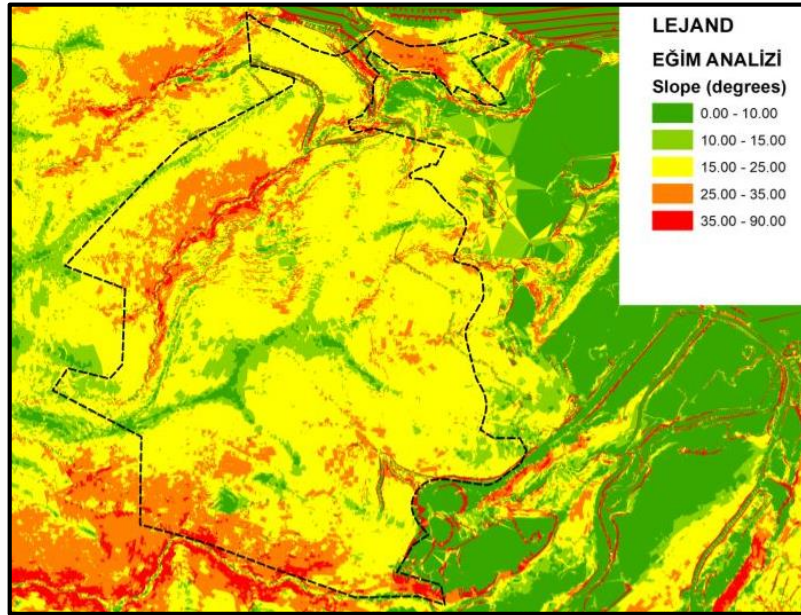 LEJAND
EĞİM ANALİZİ
Slope (degrees)
0.00 - 10.00
10.00 - 15.00
15.00 - 25.00
25.00 - 35.00
35.00 - 90.00